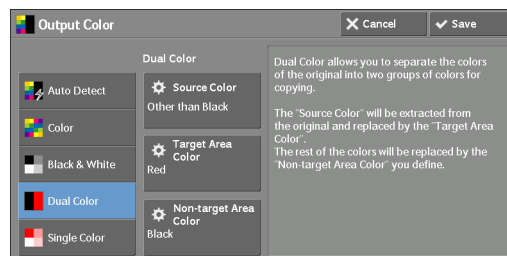 Output Color
Cancel
Save
Auto Detect
Color
Black & White
Dual Color
Single Color
Dual Color
Source Color
Other than Black
Target Area
Color
Red
Non-target Area
Color
Black
Dual Color allows you to separate the colors
of the original into two groups of colors for
copying.
The "Source Color" will be extracted from
the original and replaced by the "Target Area
Color".
The rest of the colors will be replaced by the
"Non-target Area Color" you define.